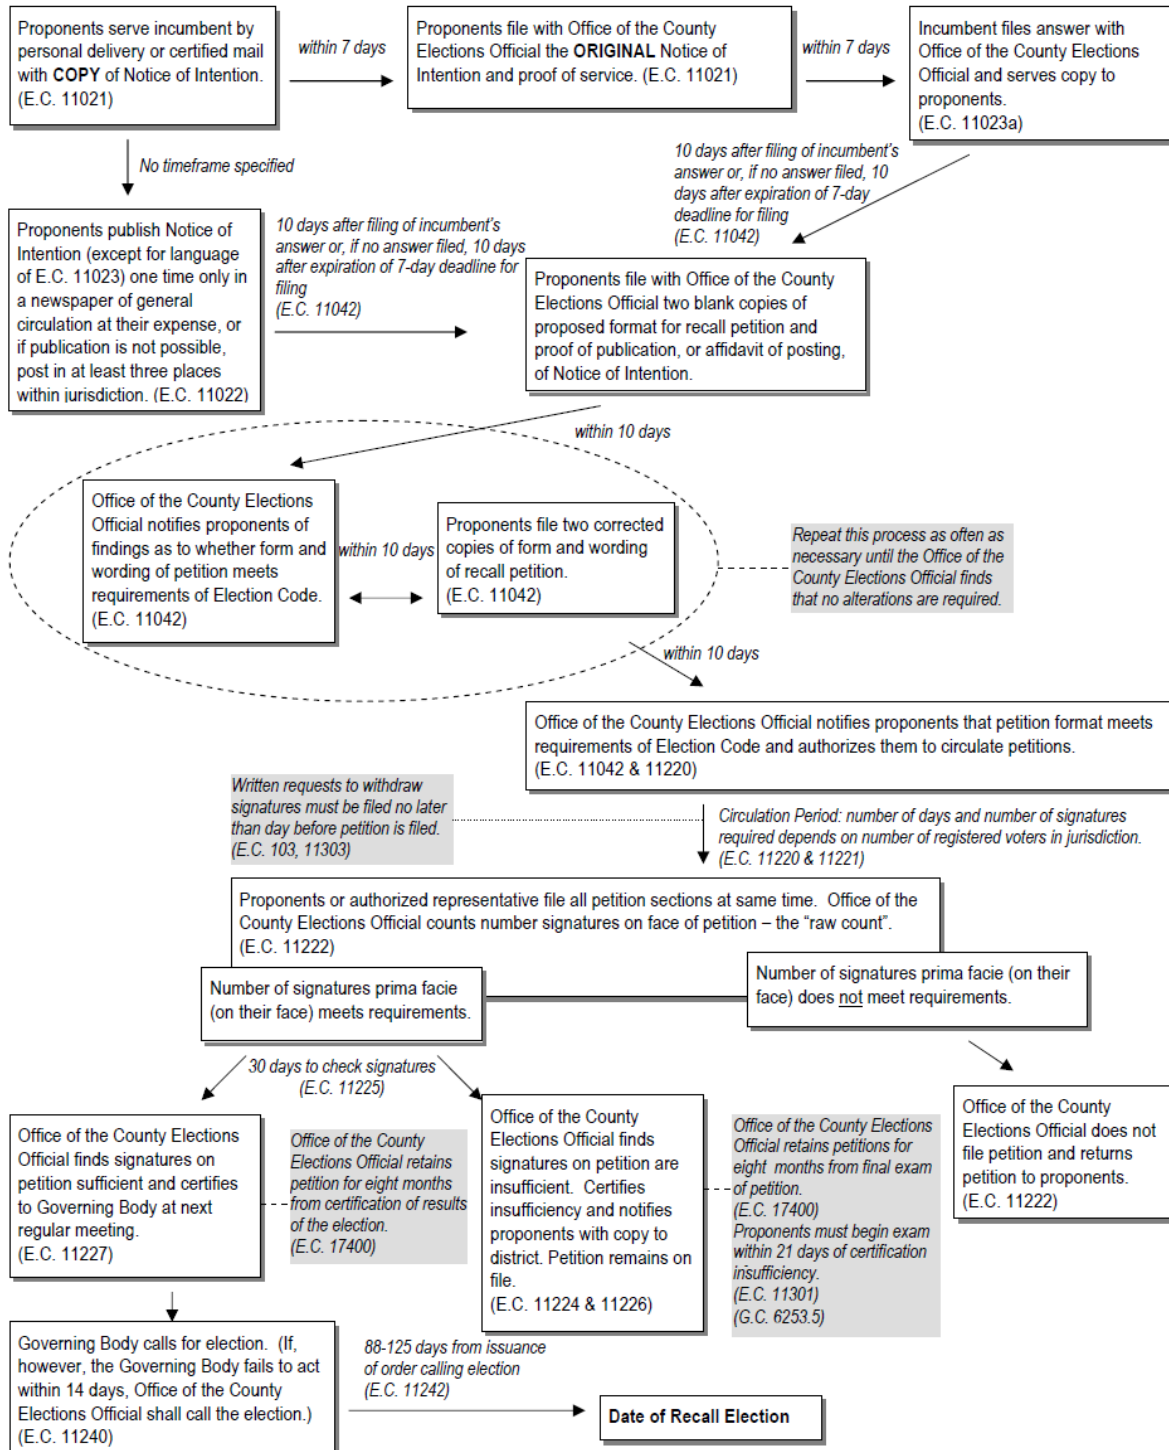 Proponents serve incumbent by
personal delivery or certified mail
with COPY of Notice of Intention.
(E.C. 11021)
within 7 days
Proponents file with Office of the County
Elections Official the ORIGINAL Notice of
Intention and proof of service. (E.C. 11021)
within 7 days
Incumbent files answer with
Office of the County Elections
Official and serves copy to
proponents.
(E.C. 11023a)
No timeframe specified
10 days after filing of incumbent's
answer or, if no answer filed, 10
days after expiration of 7-day
deadline for filing
(E.C. 11042)
Proponents publish Notice of
Intention (except for language
of E.C. 11023) one time only in
a newspaper of general
circulation at their expense, or
if publication is not possible,
post in at least three places
within jurisdiction. (E.C. 11022)
10 days after filing of incumbent's
answer or, if no answer filed, 10 days
after expiration of 7-day deadline for
filing
(E.C. 11042)
Proponents file with Office of the County
Elections Official two blank copies of
proposed format for recall petition and
proof of publication, or affidavit of posting,
of Notice of Intention.
within 10 days
Office of the County Elections
Official notifies proponents of
findings as to whether form and
wording of petition meets
requirements of Election Code.
(E.C. 11042)
within 10 days
Proponents file two corrected
copies of form and wording
of recall petition.
(E.C. 11042)
Repeat this process as often as
necessary until the Office of the
County Elections Official finds
that no alterations are required.
within 10 days
Office of the County Elections Official notifies proponents that petition format meets
requirements of Election Code and authorizes them to circulate petitions.
(E.C. 11042 & 11220)
Written requests to withdraw
signatures must be filed no later
than day before petition is filed.
(E.C. 103, 11303)
Circulation Period: number of days and number of signatures
required depends on number of registered voters in jurisdiction.
(E.C. 11220 & 11221)
Proponents or authorized representative file all petition sections at same time. Office of the
County Elections Official counts number signatures on face of petition – the “raw count”.
(E.C. 11222)
Number of signatures prima facie
(on their face) meets requirements.
Number of signatures prima facie (on their
face) does not meet requirements.
30 days to check signatures
(E.C. 11225)
Office of the County Elections
Official finds signatures on
petition sufficient and certifies
to Governing Body at next
regular meeting.
(E.C. 11227)
Office of the County
Elections Official retains
petition for eight months
from certification of results
of the election.
(E.C. 17400)
Office of the County
Elections Official finds
signatures on petition are
insufficient. Certifies
insufficiency and notifies
proponents with copy to
district. Petition remains on
file.
(E.C. 11224 & 11226)
Office of the County Elections
Official retains petitions for
eight months from final exam
of petition.
(E.C. 17400)
Proponents must begin exam
within 21 days of certification
insufficiency.
(E.C. 11301)
(G.C. 6253.5)
Office of the County
Elections Official does not
file petition and returns
petition to proponents.
(E.C. 11222)
Governing Body calls for election. (If,
however, the Governing Body fails to act
within 14 days, Office of the County
Elections Official shall call the election.)
(E.C. 11240)
88-125 days from issuance
of order calling election
(E.C. 11242)
Date of Recall Election